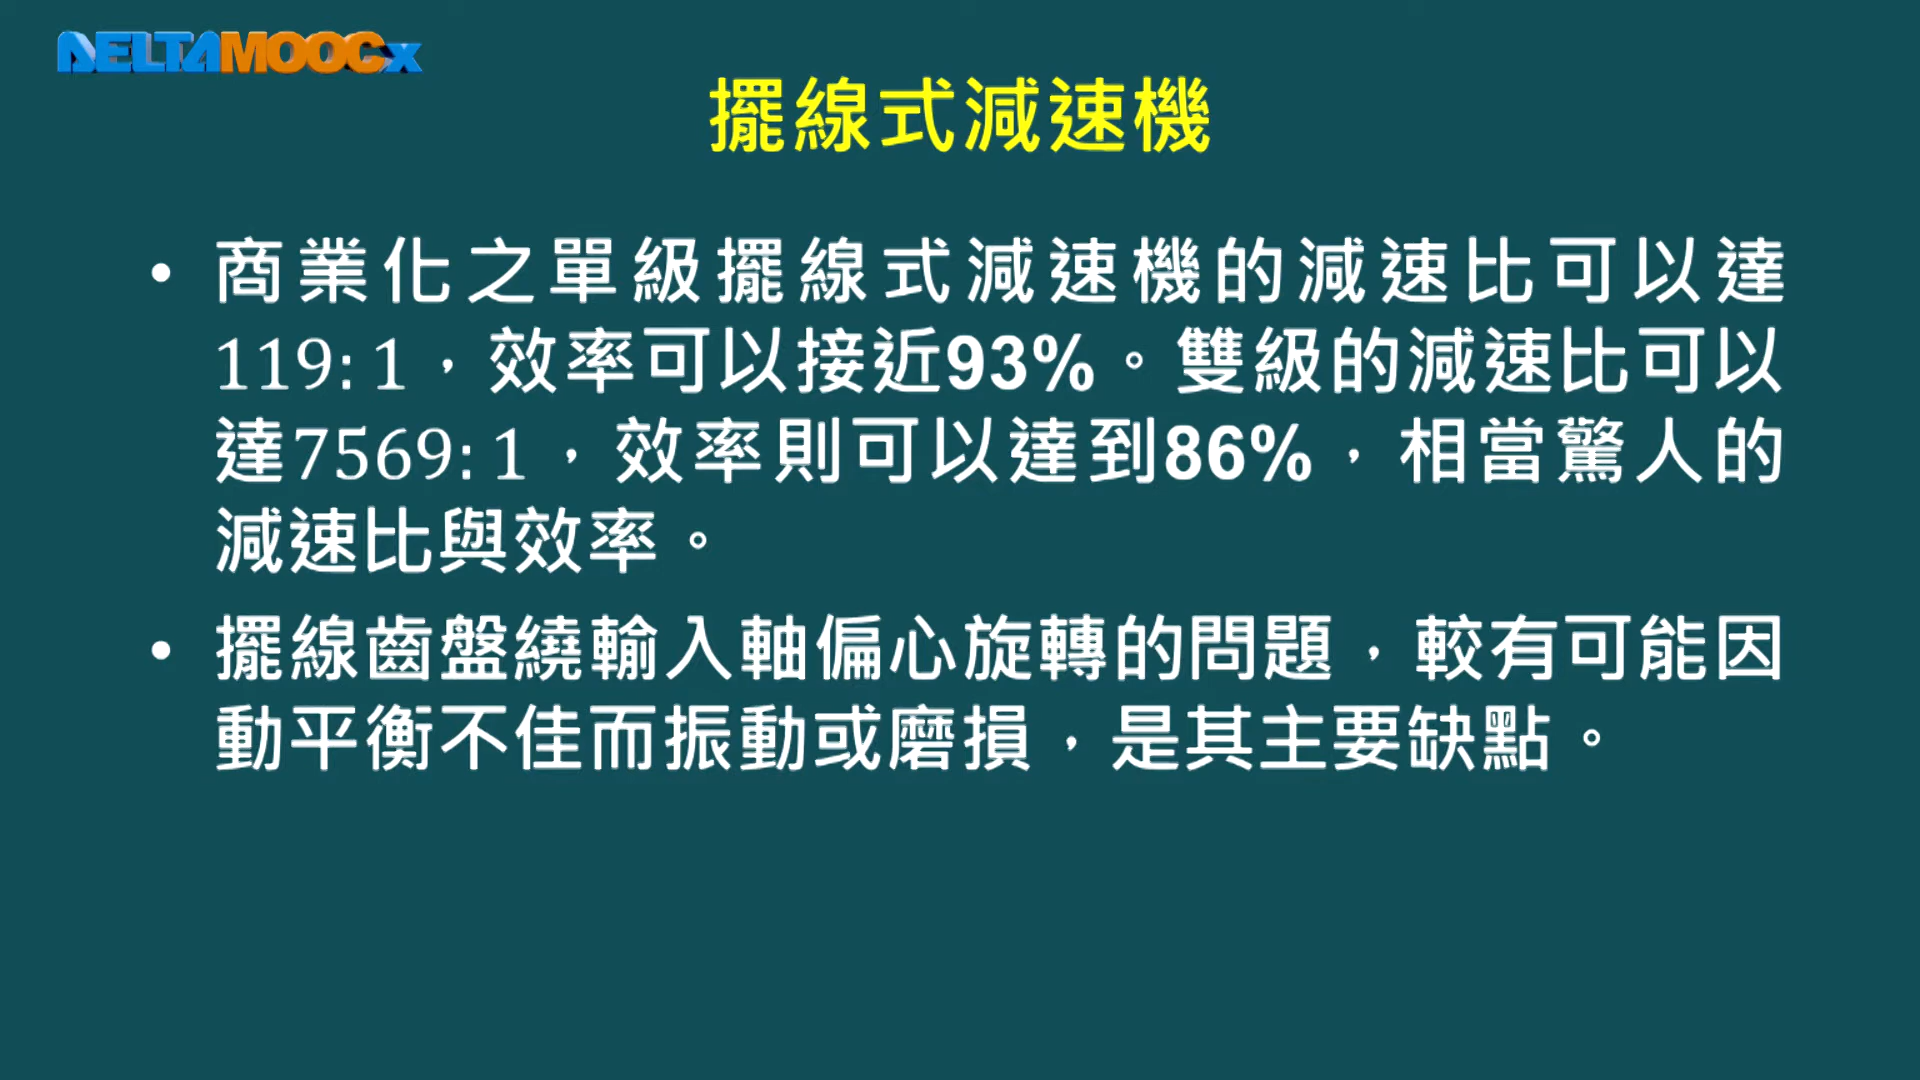 DELTAMOOCx
擺線式減速機
• 商業化之單級擺線式減速機的減速比可以達
119:1，效率可以接近93%。雙級的減速比可以
達7569:1，效率則可以達到86%，相當驚人的
減速比與效率。
• 擺線齒盤繞輸入軸偏心旋轉的問題，較有可能因
動平衡不佳而振動或磨損，是其主要缺點。